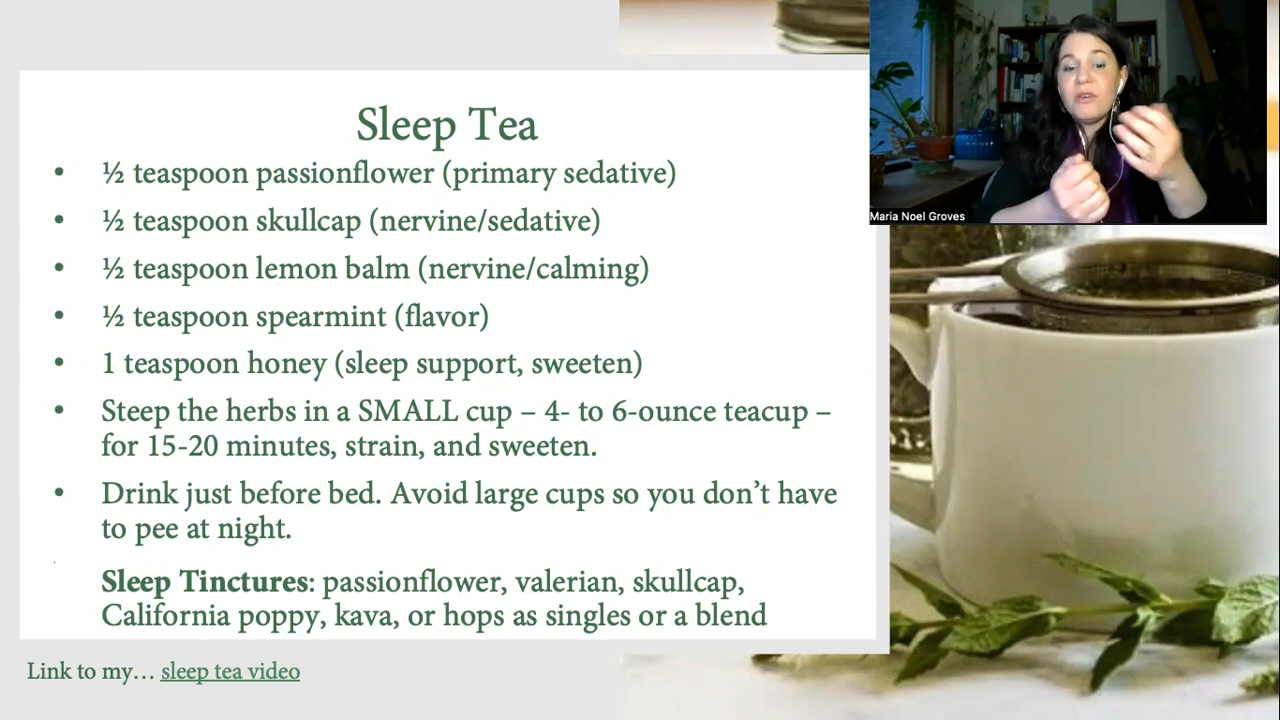 Sleep Tea
• ½ teaspoon passionflower (primary sedative)
• ½ teaspoon skullcap (nervine/sedative)
• ½ teaspoon lemon balm (nervine/calming)
• ½ teaspoon spearmint (flavor)
• 1 teaspoon honey (sleep support, sweeten)
• Steep the herbs in a SMALL cup – 4- to 6-ounce teacup –
for 15-20 minutes, strain, and sweeten.
• Drink just before bed. Avoid large cups so you don’t have
to pee at night.
Sleep Tinctures: passionflower, valerian, skullcap,
California poppy, kava, or hops as singles or a blend
Link to my… sleep tea video
Maria Noel Groves